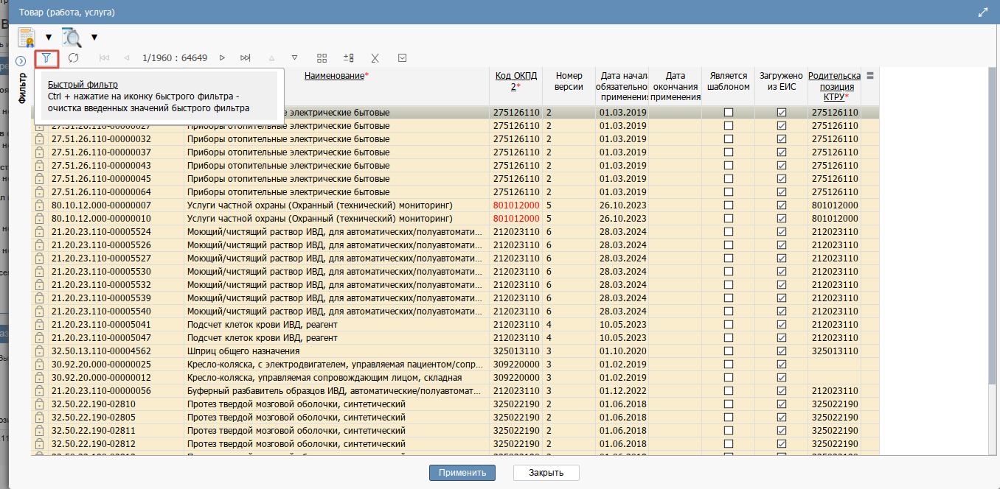 Товар (работа, услуга)
1/1960 : 64649
Фильтр
Быстрый фильтр
Ctrl + нажатие на иконку быстрого фильтра -
очистка введенных значений быстрого фильтра
Наименование*
Код ОКПД
2*
Номер
версии
Дата начал
обязательно
применения
Дата
окончания
применения
Является
шаблоном
Загружено
из ЕИС
Родительска
позиция
КТРУ*
е электрические бытовые 275126110 2 01.03.2019 275126110
27.51.26.110-00000027 Приборы отопительные электрические бытовые 275126110 2 01.03.2019 275126110
27.51.26.110-00000032 Приборы отопительные электрические бытовые 275126110 2 01.03.2019 275126110
27.51.26.110-00000037 Приборы отопительные электрические бытовые 275126110 2 01.03.2019 275126110
27.51.26.110-00000043 Приборы отопительные электрические бытовые 275126110 2 01.03.2019 275126110
27.51.26.110-00000045 Приборы отопительные электрические бытовые 275126110 2 01.03.2019 275126110
27.51.26.110-00000064 Приборы отопительные электрические бытовые 275126110 2 01.03.2019 275126110
80.10.12.000-00000007 Услуги частной охраны (Охранный (технический) мониторинг) 801012000 5 26.10.2023 801012000
80.10.12.000-00000010 Услуги частной охраны (Охранный (технический) мониторинг) 801012000 5 26.10.2023 801012000
21.20.23.110-00005524 Моющий/чистящий раствор ИВД, для автоматических/полуавтомати... 212023110 6 28.03.2024 212023110
21.20.23.110-00005526 Моющий/чистящий раствор ИВД, для автоматических/полуавтомати... 212023110 6 28.03.2024 212023110
21.20.23.110-00005527 Моющий/чистящий раствор ИВД, для автоматических/полуавтомати... 212023110 6 28.03.2024 212023110
21.20.23.110-00005530 Моющий/чистящий раствор ИВД, для автоматических/полуавтомати... 212023110 6 28.03.2024 212023110
21.20.23.110-00005532 Моющий/чистящий раствор ИВД, для автоматических/полуавтомати... 212023110 6 28.03.2024 212023110
21.20.23.110-00005539 Моющий/чистящий раствор ИВД, для автоматических/полуавтомати... 212023110 6 28.03.2024 212023110
21.20.23.110-00005540 Моющий/чистящий раствор ИВД, для автоматических/полуавтомати... 212023110 6 28.03.2024 212023110
21.20.23.110-00005041 Подсчет клеток крови ИВД, реагент 212023110 4 10.05.2023 212023110
21.20.23.110-00005047 Подсчет клеток крови ИВД, реагент 212023110 4 10.05.2023 212023110
32.50.13.110-00004562 Шприц общего назначения 325013110 3 01.10.2020 325013110
30.92.20.000-00000025 Кресло-коляска, с электродвигателем, управляемая пациентом/сопр... 309220000 3 01.02.2019
30.92.20.000-00000012 Кресло-коляска, управляемая сопровождающим лицом, складная 309220000 3 01.02.2019
21.20.23.110-00000056 Буферный разбавитель образцов ИВД, автоматические/полуавтомат... 212023110 3 01.12.2022 212023110
32.50.22.190-02810 Протез твердой мозговой оболочки, синтетический 325022190 2 01.06.2018 325022190
32.50.22.190-02805 Протез твердой мозговой оболочки, синтетический 325022190 2 01.06.2018 325022190
32.50.22.190-02811 Протез твердой мозговой оболочки, синтетический 325022190 2 01.06.2018 325022190
32.50.22.190-02812 Протез твердой мозговой оболочки, синтетический 325022190 2 01.06.2018 325022190
Применить
Закрыть